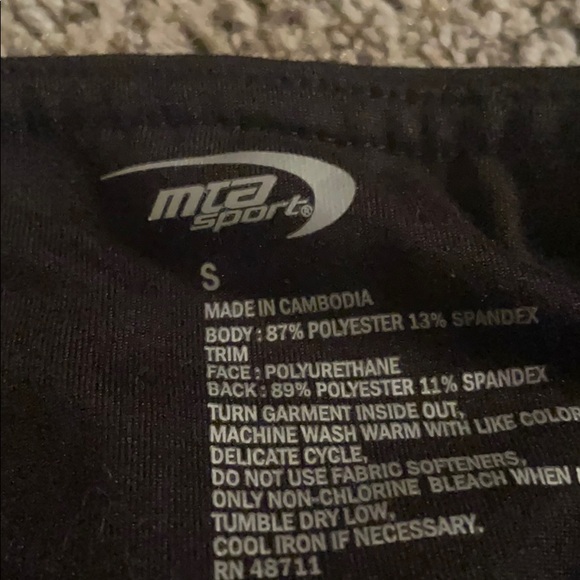 mta
sport®
S
MADE IN CAMBODIA
BODY : 87% POLYESTER 13% SPANDEX
TRIM
FACE : POLYURETHANE
BACK : 89% POLYESTER 11% SPANDEX
TURN GARMENT INSIDE OUT,
MACHINE WASH WARM WITH LIKE COLOR
DELICATE CYCLE,
DO NOT USE FABRIC SOFTENERS,
ONLY NON-CHLORINE BLEACH WHEN
TUMBLE DRY LOW,
COOL IRON IF NECESSARY.
RN 48711